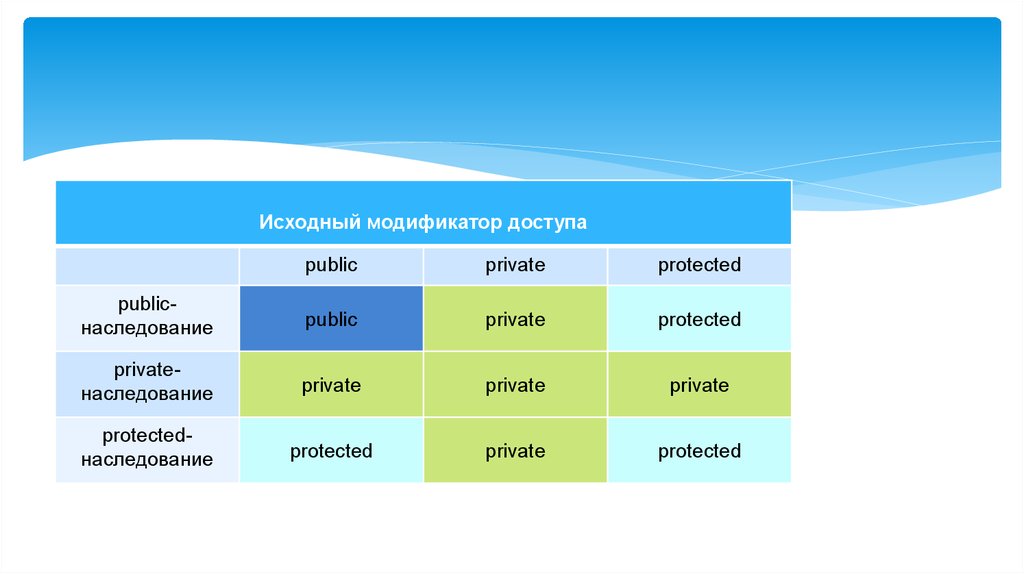 Исходный модификатор доступа
public private protected
public-
наследование
public private protected
private-
наследование
private private private
protected-
наследование
protected private protected